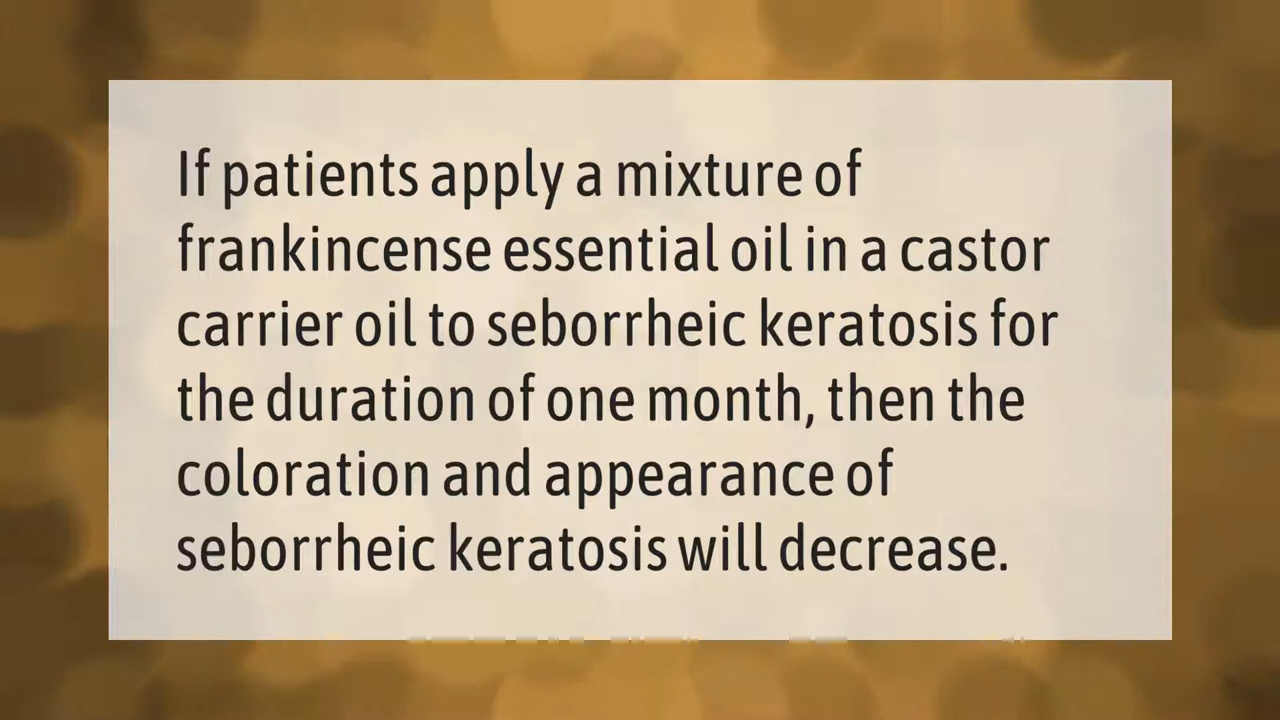 If patients apply a mixture of
frankincense essential oil in a castor
carrier oil to seborrheic keratosis for
the duration of one month, then the
coloration and appearance of
seborrheic keratosis will decrease.